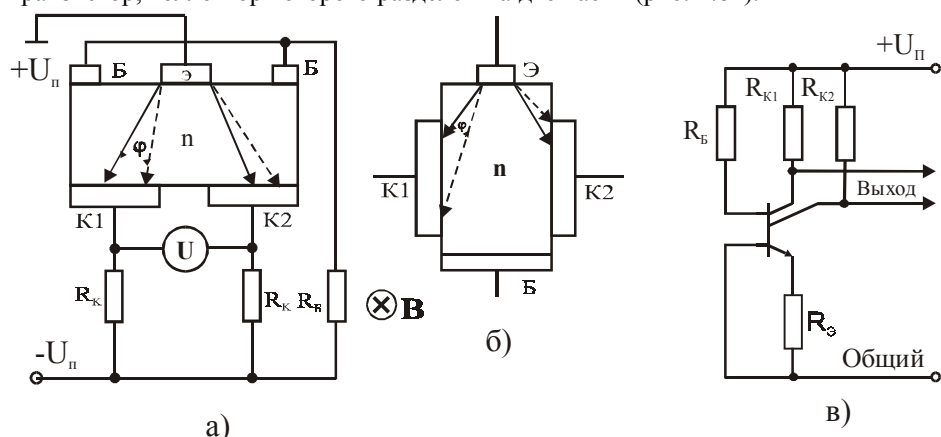 +Uп
Б
Э
Б
n
φ
К1
К2
U
Rк
Rк
RБ
-Uп
⊗B
а)
Э
φ
n
К1
К2
Б
б)
+Uп
RК1
RК2
RБ
Выход
RЭ
Общий
в)